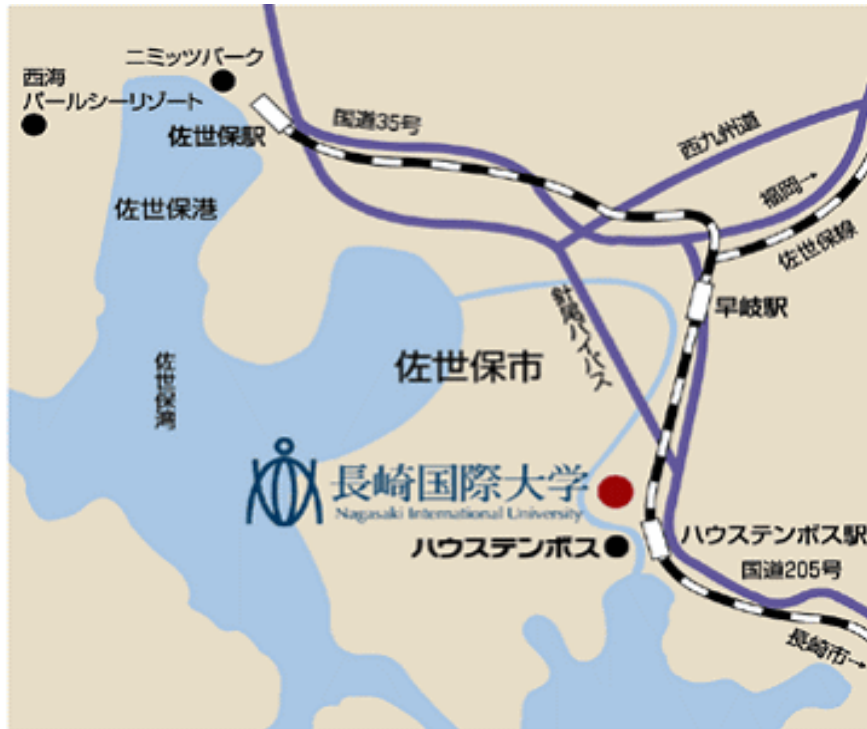 ニミッツパーク
西海
パールシーリゾート
佐世保駅
国道35号
西九州道
福岡→
佐世保線
佐世保港
早岐駅
針尾バイパス
佐世保市
佐世保湾
長崎国際大学
Nagasaki International University
ハウステンボス
ハウステンボス駅
国道205号
長崎市→